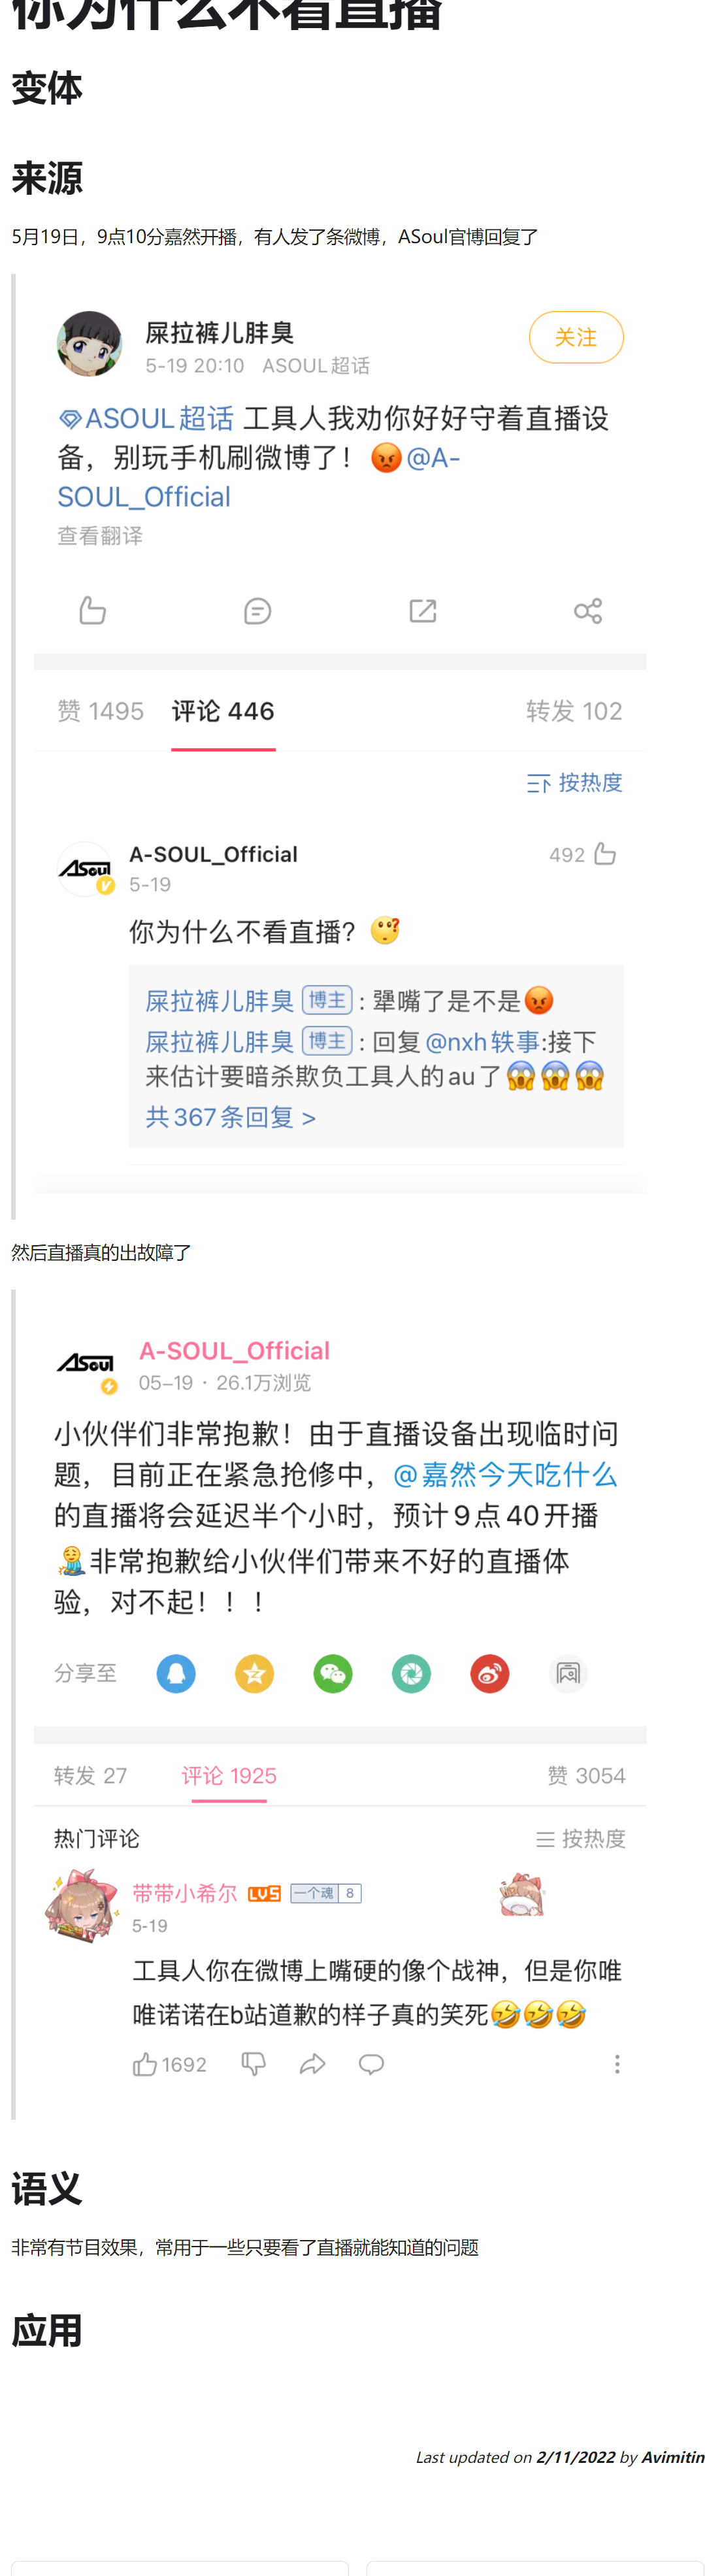 你为什么不看直播
变体
来源
5月19日，9点10分嘉然开播，有人发了条微博，ASoul官博回复了
屎拉裤儿胖臭
关注
5-19 20:10 ASOUL超话
ASOUL超话 工具人我劝你好好守着直播设
备，别玩手机刷微博了！😡@A-
SOUL_Official
查看翻译
赞 1495 评论 446 转发 102
按热度
A-SOUL_Official
492
5-19
你为什么不看直播？
屎拉裤儿胖臭 博主：犟嘴了是不是😡
屎拉裤儿胖臭 博主：回复@nxh轶事:接下
来估计要暗杀欺负工具人的au了😱😱😱
共367条回复 >
然后直播真的出故障了
ASoul
A-SOUL_Official
05-19 · 26.1万浏览
小伙伴们非常抱歉！由于直播设备出现临时问
题，目前正在紧急抢修中，@嘉然今天吃什么
的直播将会延迟半个小时，预计9点40开播
🧎非常抱歉给小伙伴们带来不好的直播体
验，对不起！！！
分享至
转发 27 评论 1925 赞 3054
热门评论
按热度
带带小希尔 LV5 一个魂 8
5-19
工具人你在微博上嘴硬的像个战神，但是你唯
唯诺诺在b站道歉的样子真的笑死🤣🤣🤣
1692
语义
非常有节目效果，常用于一些只要看了直播就能知道的问题
应用
Last updated on 2/11/2022 by Avimitin